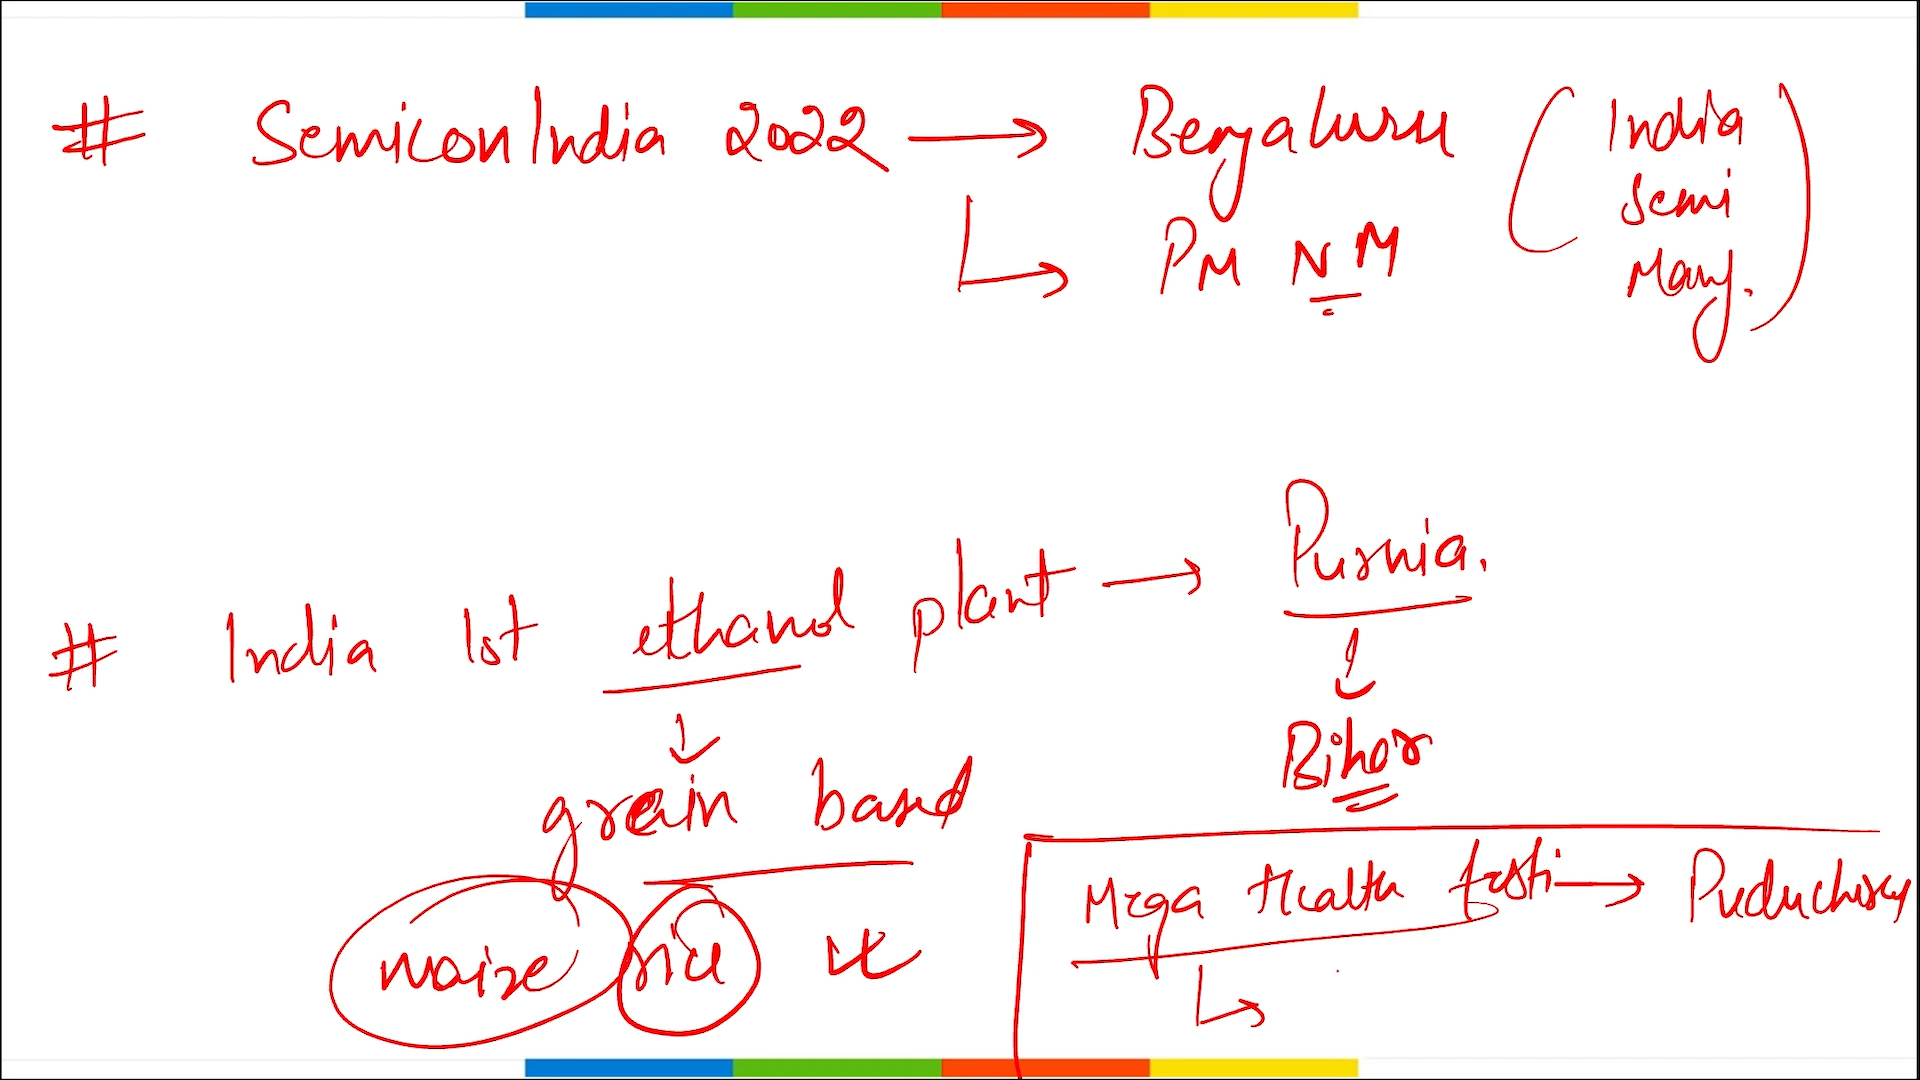 # SemiconIndia 2022 → Bengaluru (India
Semi
Manf.)
↳ PM NM
# India 1st ethanol plant → Purnia.
↓
Bihar
↓
grain based
maize rice
Mega Health → Puducherry
↳